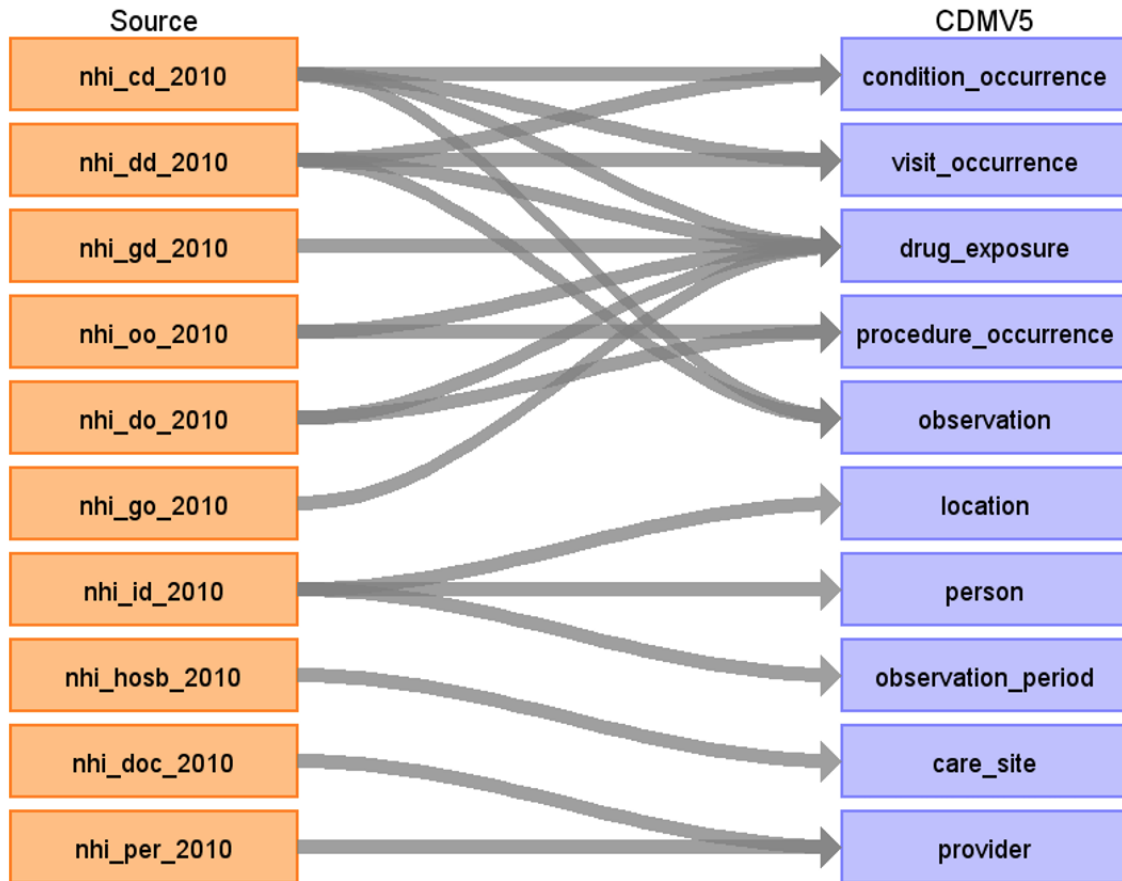 Source CDMV5
nhi_cd_2010 condition_occurrence
nhi_dd_2010 visit_occurrence
nhi_gd_2010 drug_exposure
nhi_oo_2010 procedure_occurrence
nhi_do_2010 observation
nhi_go_2010 location
nhi_id_2010 person
nhi_hosb_2010 observation_period
nhi_doc_2010 care_site
nhi_per_2010 provider